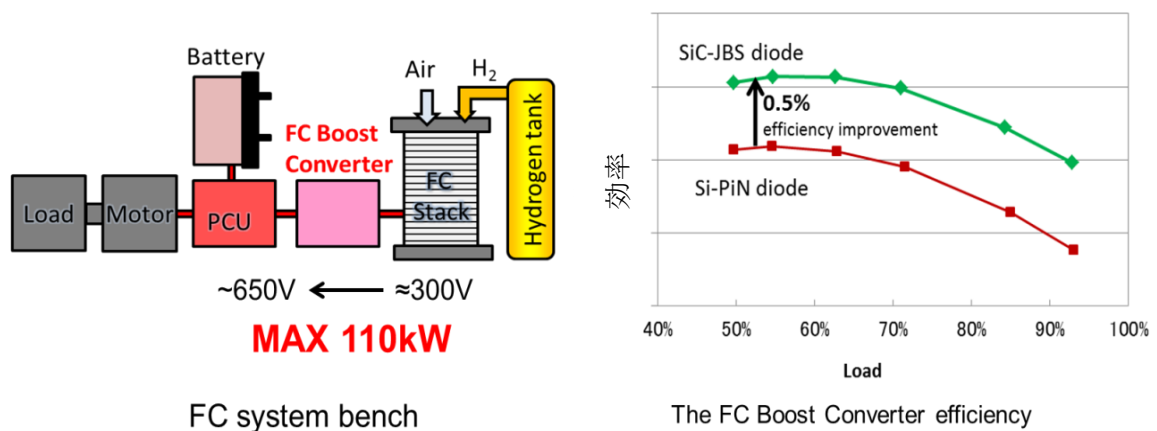 Battery
Air
H₂
FC Boost
Converter
Hydrogen tank
FC
Stack
Load
Motor
PCU
~650V
≈300V
MAX 110kW
FC system bench
SiC-JBS diode
0.5%
efficiency improvement
Si-PiN diode
効率
40%
50%
60%
70%
80%
90%
100%
Load
The FC Boost Converter efficiency